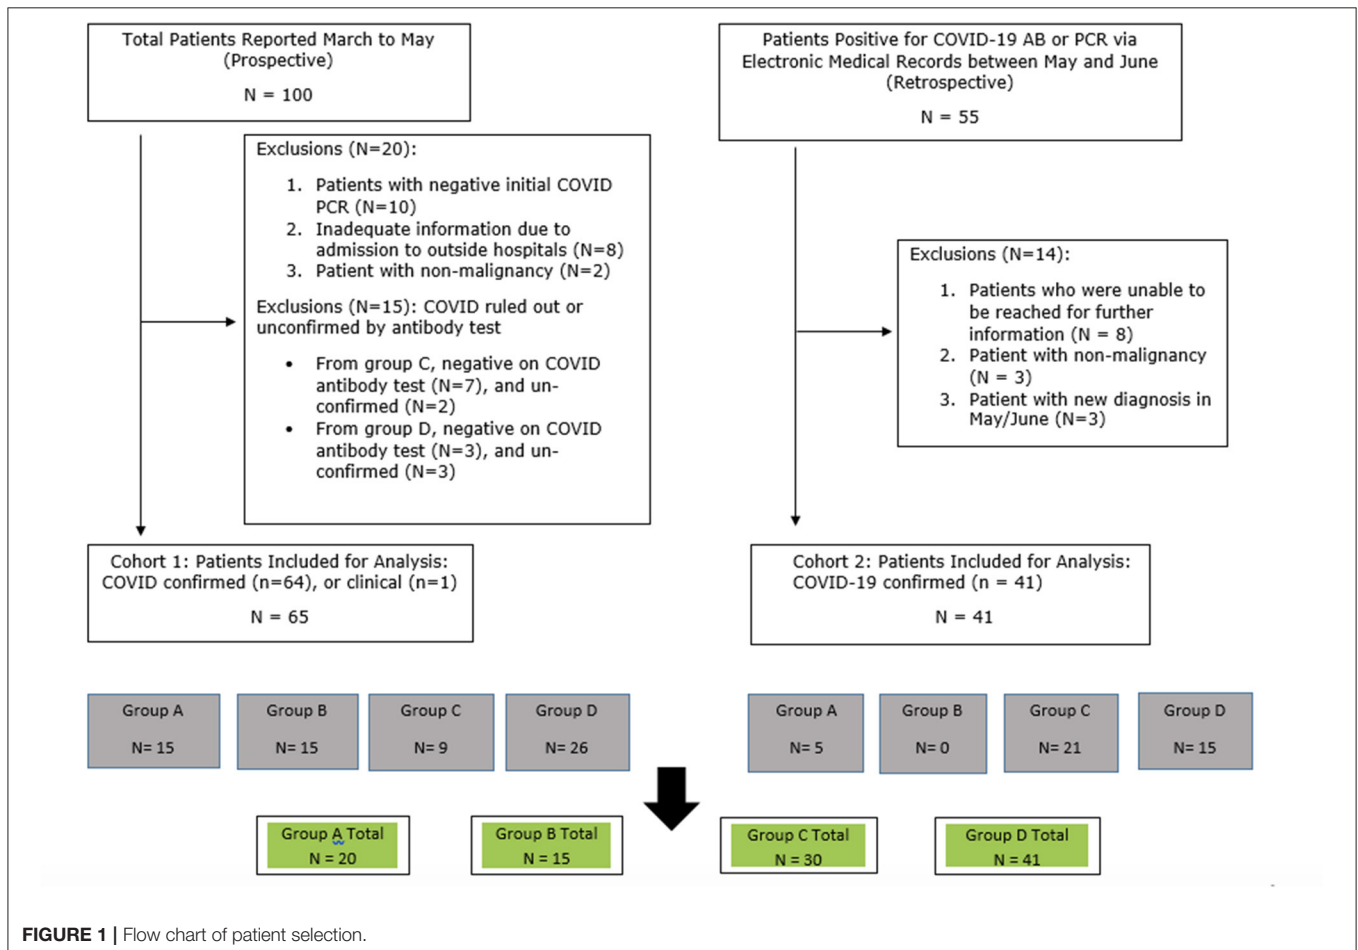 Total Patients Reported March to May
(Prospective)
N = 100
Exclusions (N=20):
1. Patients with negative initial COVID
PCR (N=10)
2. Inadequate information due to
admission to outside hospitals (N=8)
3. Patient with non-malignancy (N=2)
Exclusions (N=15): COVID ruled out or
unconfirmed by antibody test
• From group C, negative on COVID
antibody test (N=7), and un-
confirmed (N=2)
• From group D, negative on COVID
antibody test (N=3), and un-
confirmed (N=3)
Cohort 1: Patients Included for Analysis:
COVID confirmed (n=64), or clinical (n=1)
N = 65
Patients Positive for COVID-19 AB or PCR via
Electronic Medical Records between May and June
(Retrospective)
N = 55
Exclusions (N=14):
1. Patients who were unable to
be reached for further
information (N = 8)
2. Patient with non-malignancy
(N = 3)
3. Patient with new diagnosis in
May/June (N=3)
Cohort 2: Patients Included for Analysis:
COVID-19 confirmed (n = 41)
N = 41
Group A
N= 15
Group B
N= 15
Group C
N= 9
Group D
N= 26
Group A
N= 5
Group B
N= 0
Group C
N= 21
Group D
N= 15
Group A Total
N = 20
Group B Total
N = 15
Group C Total
N = 30
Group D Total
N = 41
FIGURE 1 | Flow chart of patient selection.